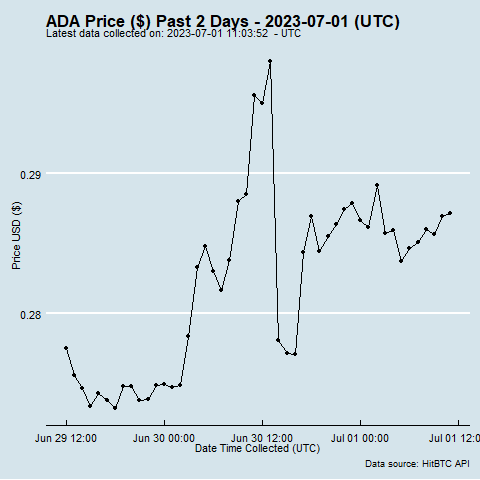 ADA Price ($) Past 2 Days - 2023-07-01 (UTC)
Latest data collected on: 2023-07-01 11:03:52 - UTC
0.29
Price USD ($)
0.28
Jun 29 12:00 Jun 30 00:00 Jun 30 12:00 Jul 01 00:00 Jul 01 12:00
Date Time Collected (UTC)
Data source: HitBTC API